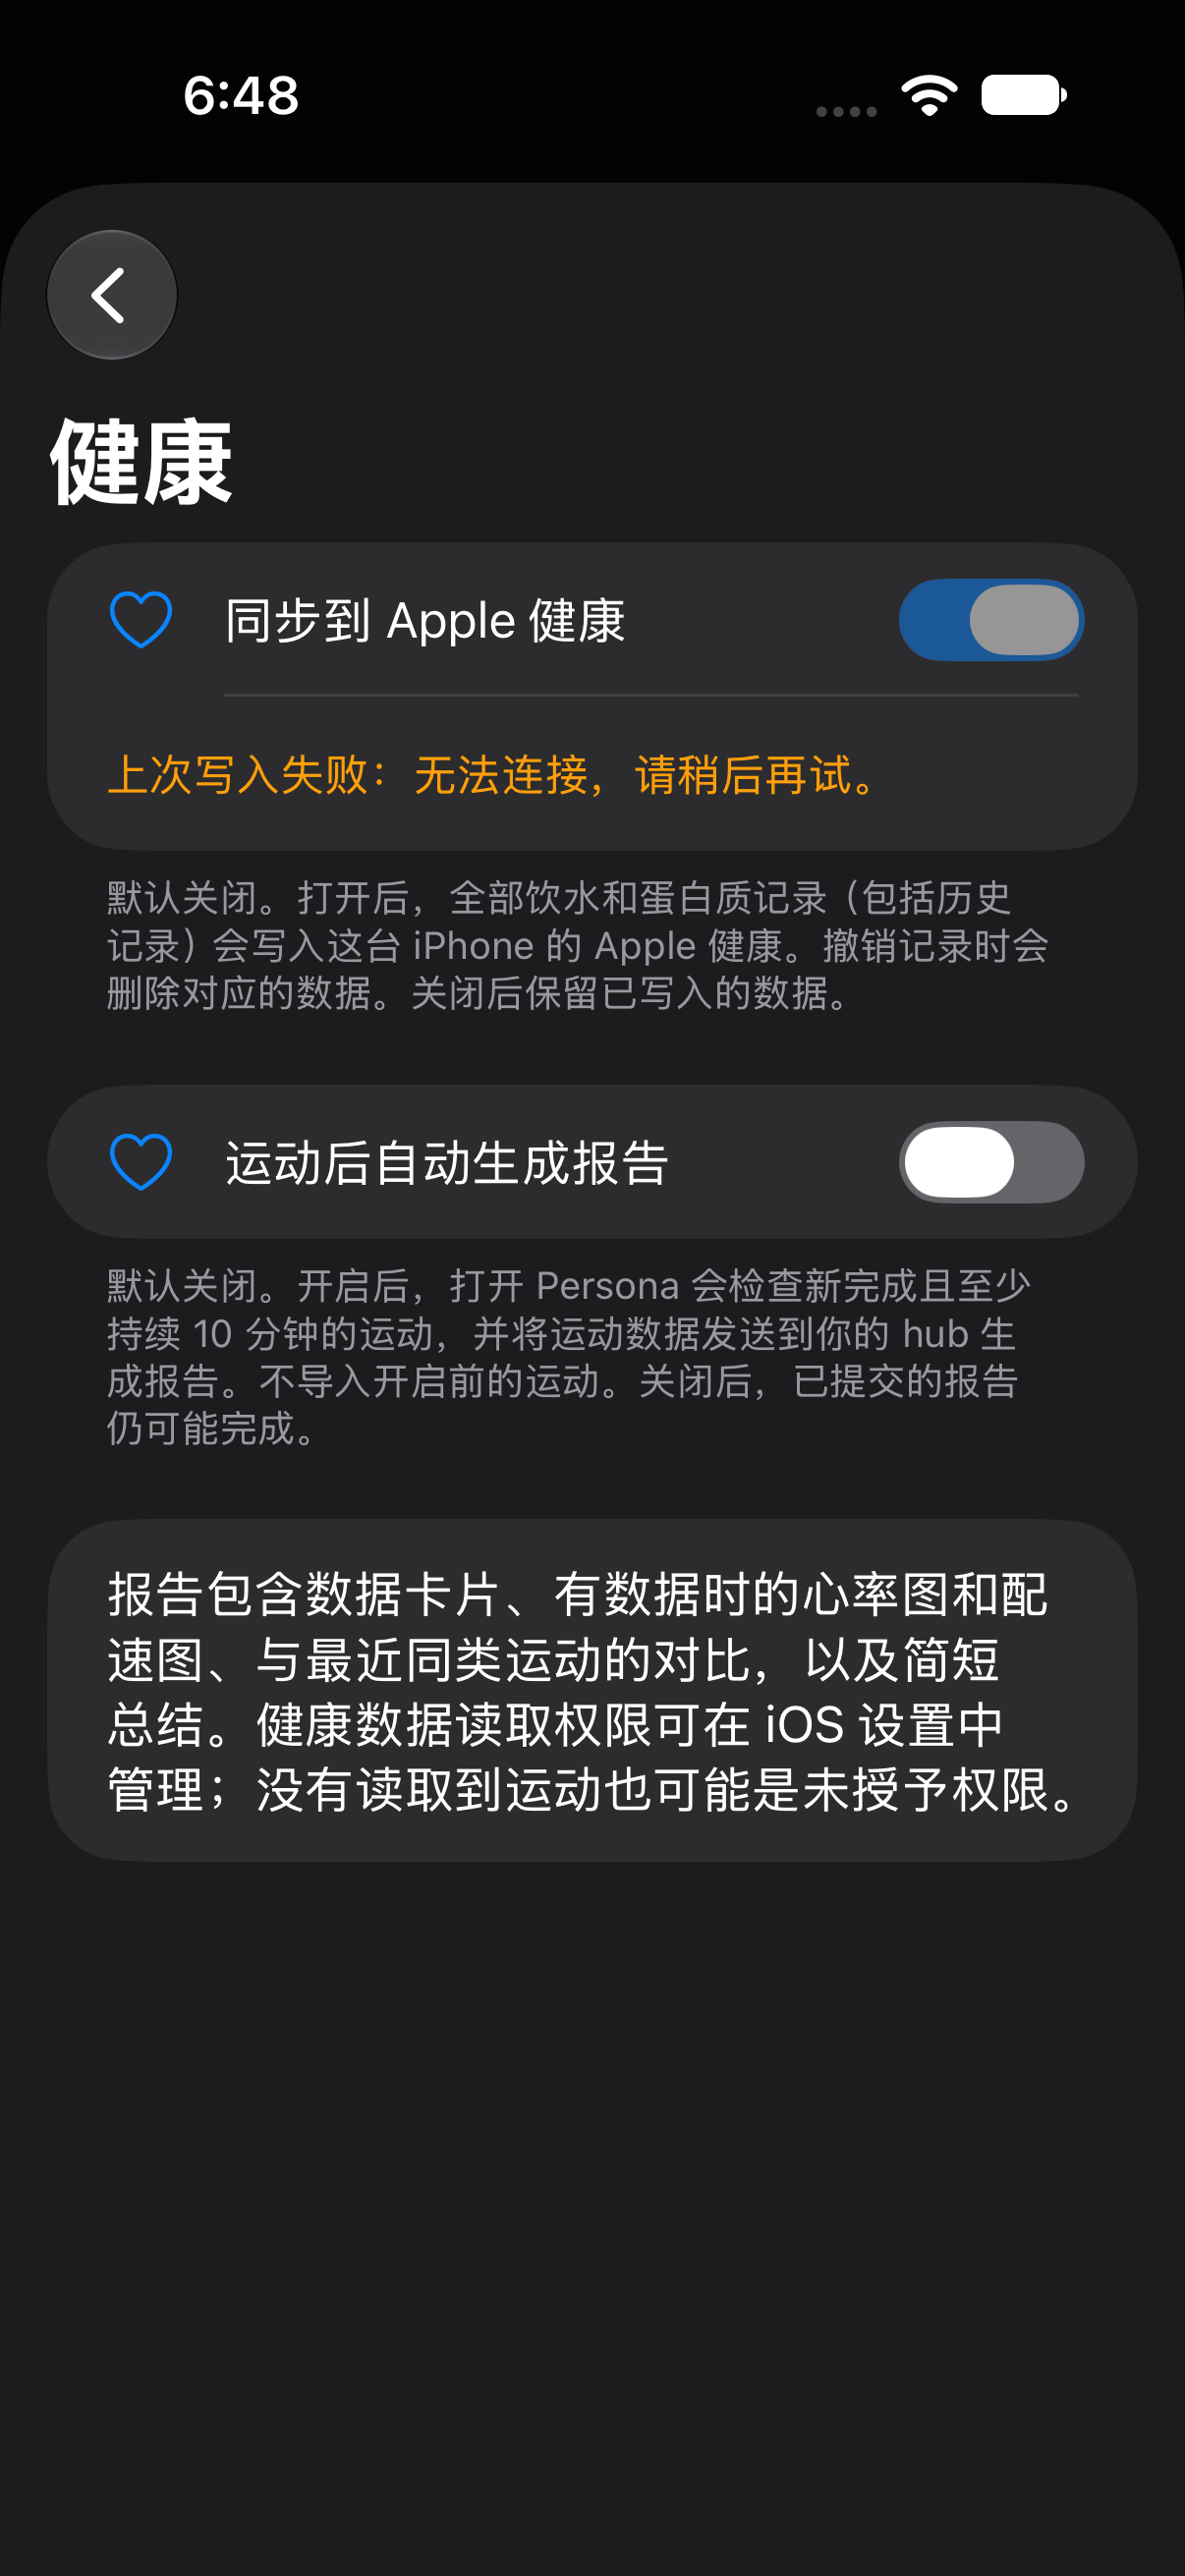 6:48
健康
同步到 Apple 健康
上次写入失败：无法连接，请稍后再试。
默认关闭。打开后，全部饮水和蛋白质记录（包括历史
记录）会写入这台 iPhone 的 Apple 健康。撤销记录时会
删除对应的数据。关闭后保留已写入的数据。
运动后自动生成报告
默认关闭。开启后，打开 Persona 会检查新完成且至少
持续 10 分钟的运动，并将运动数据发送到你的 hub 生
成报告。不导入开启前的运动。关闭后，已提交的报告
仍可能完成。
报告包含数据卡片、有数据时的心率图和配
速图、与最近同类运动的对比，以及简短
总结。健康数据读取权限可在 iOS 设置中
管理；没有读取到运动也可能是未授予权限。